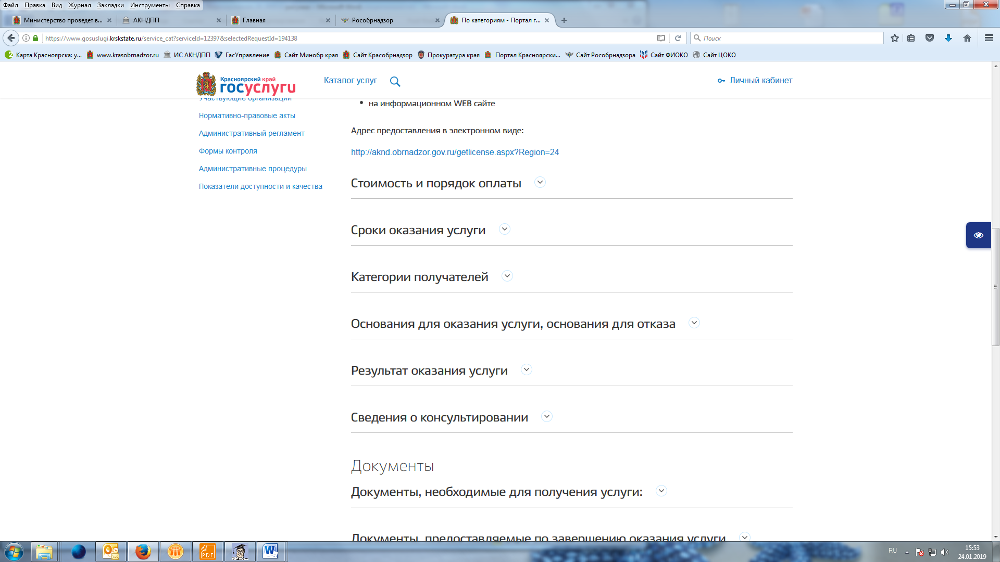 Файл Правка Вид Журнал Закладки Инструменты Справка
Министерство проведет в... АКНДПП Главная Рособрнадзор По категориям - Портал г...
https://www.gosuslugi.krskstate.ru/service_cat?serviceId=12397&selectedRequestId=194138
Поиск
Карта Красноярска: у... www.krasobrnadzor.ru ИС АКНДПП ГасУправление Сайт Минобр края Сайт Красобрнадзор Прокуратура края Портал Красноярски... Сайт Рособрнадзора Сайт ФИОКО Сайт ЦОКО
Красноярский край
госуслуги
Каталог услуг
Личный кабинет
Участвующие организации
Нормативно-правовые акты
Административный регламент
Формы контроля
Административные процедуры
Показатели доступности и качества
на информационном WEB сайте
Адрес предоставления в электронном виде:
http://aknd.obrnadzor.gov.ru/getlicense.aspx?Region=24
Стоимость и порядок оплаты
Сроки оказания услуги
Категории получателей
Основания для оказания услуги, основания для отказа
Результат оказания услуги
Сведения о консультировании
Документы
Документы, необходимые для получения услуги:
Документы, предоставляемые по завершению оказания услуги
PDF
RU
15:53
24.01.2019